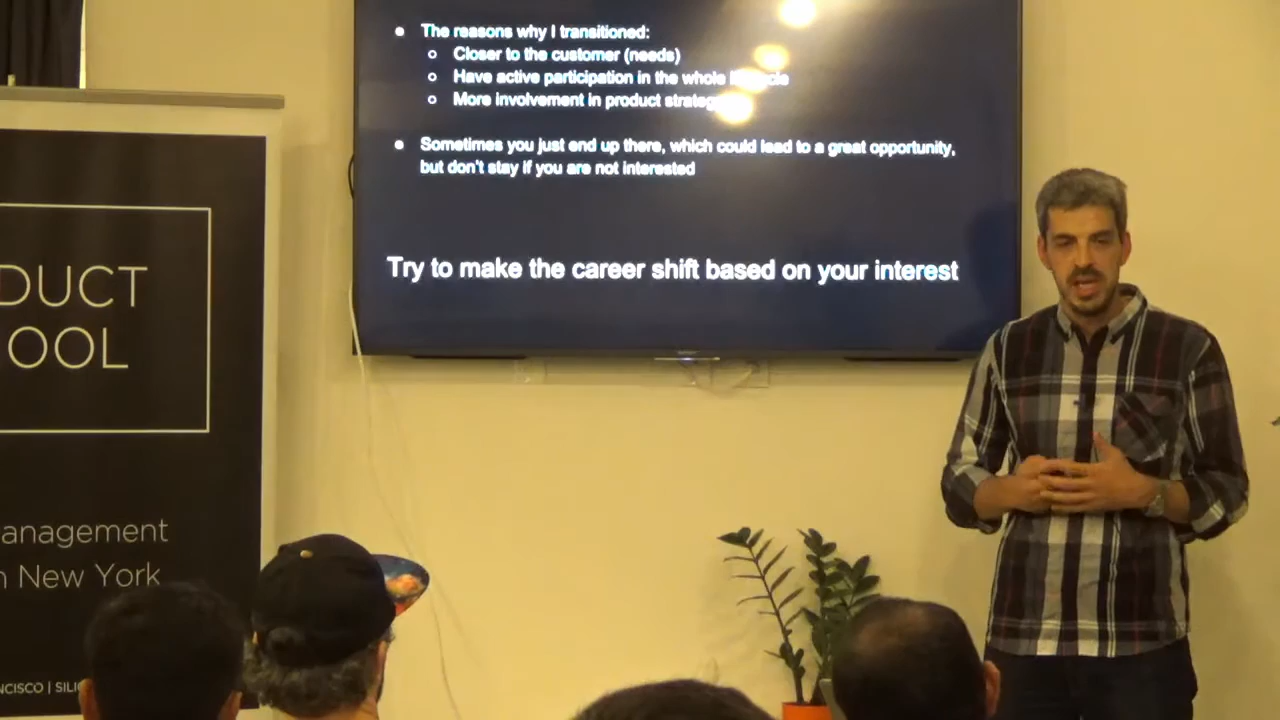 The reasons why I transitioned:
Closer to the customer (needs)
Have active participation in the whole
More involvement in product
Sometimes you just end up there, which could lead to a great opportunity,
but don't stay if you are not interested
Try to make the career shift based on your interest
DUCT
OOL
anagement
n New York
NCISCO | SILIC